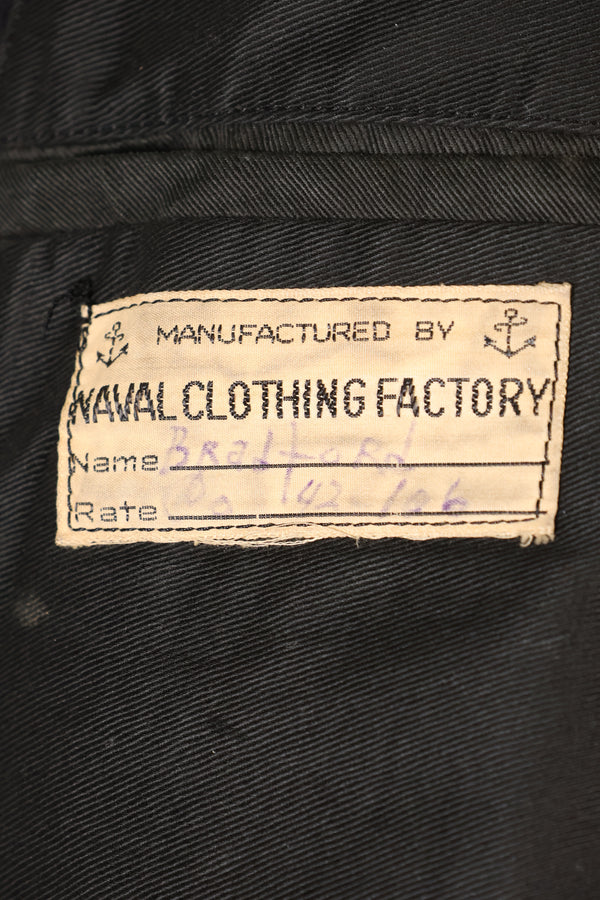 MANUFACTURED BY
NAVAL CLOTHING FACTORY
Name Bradford
Rate